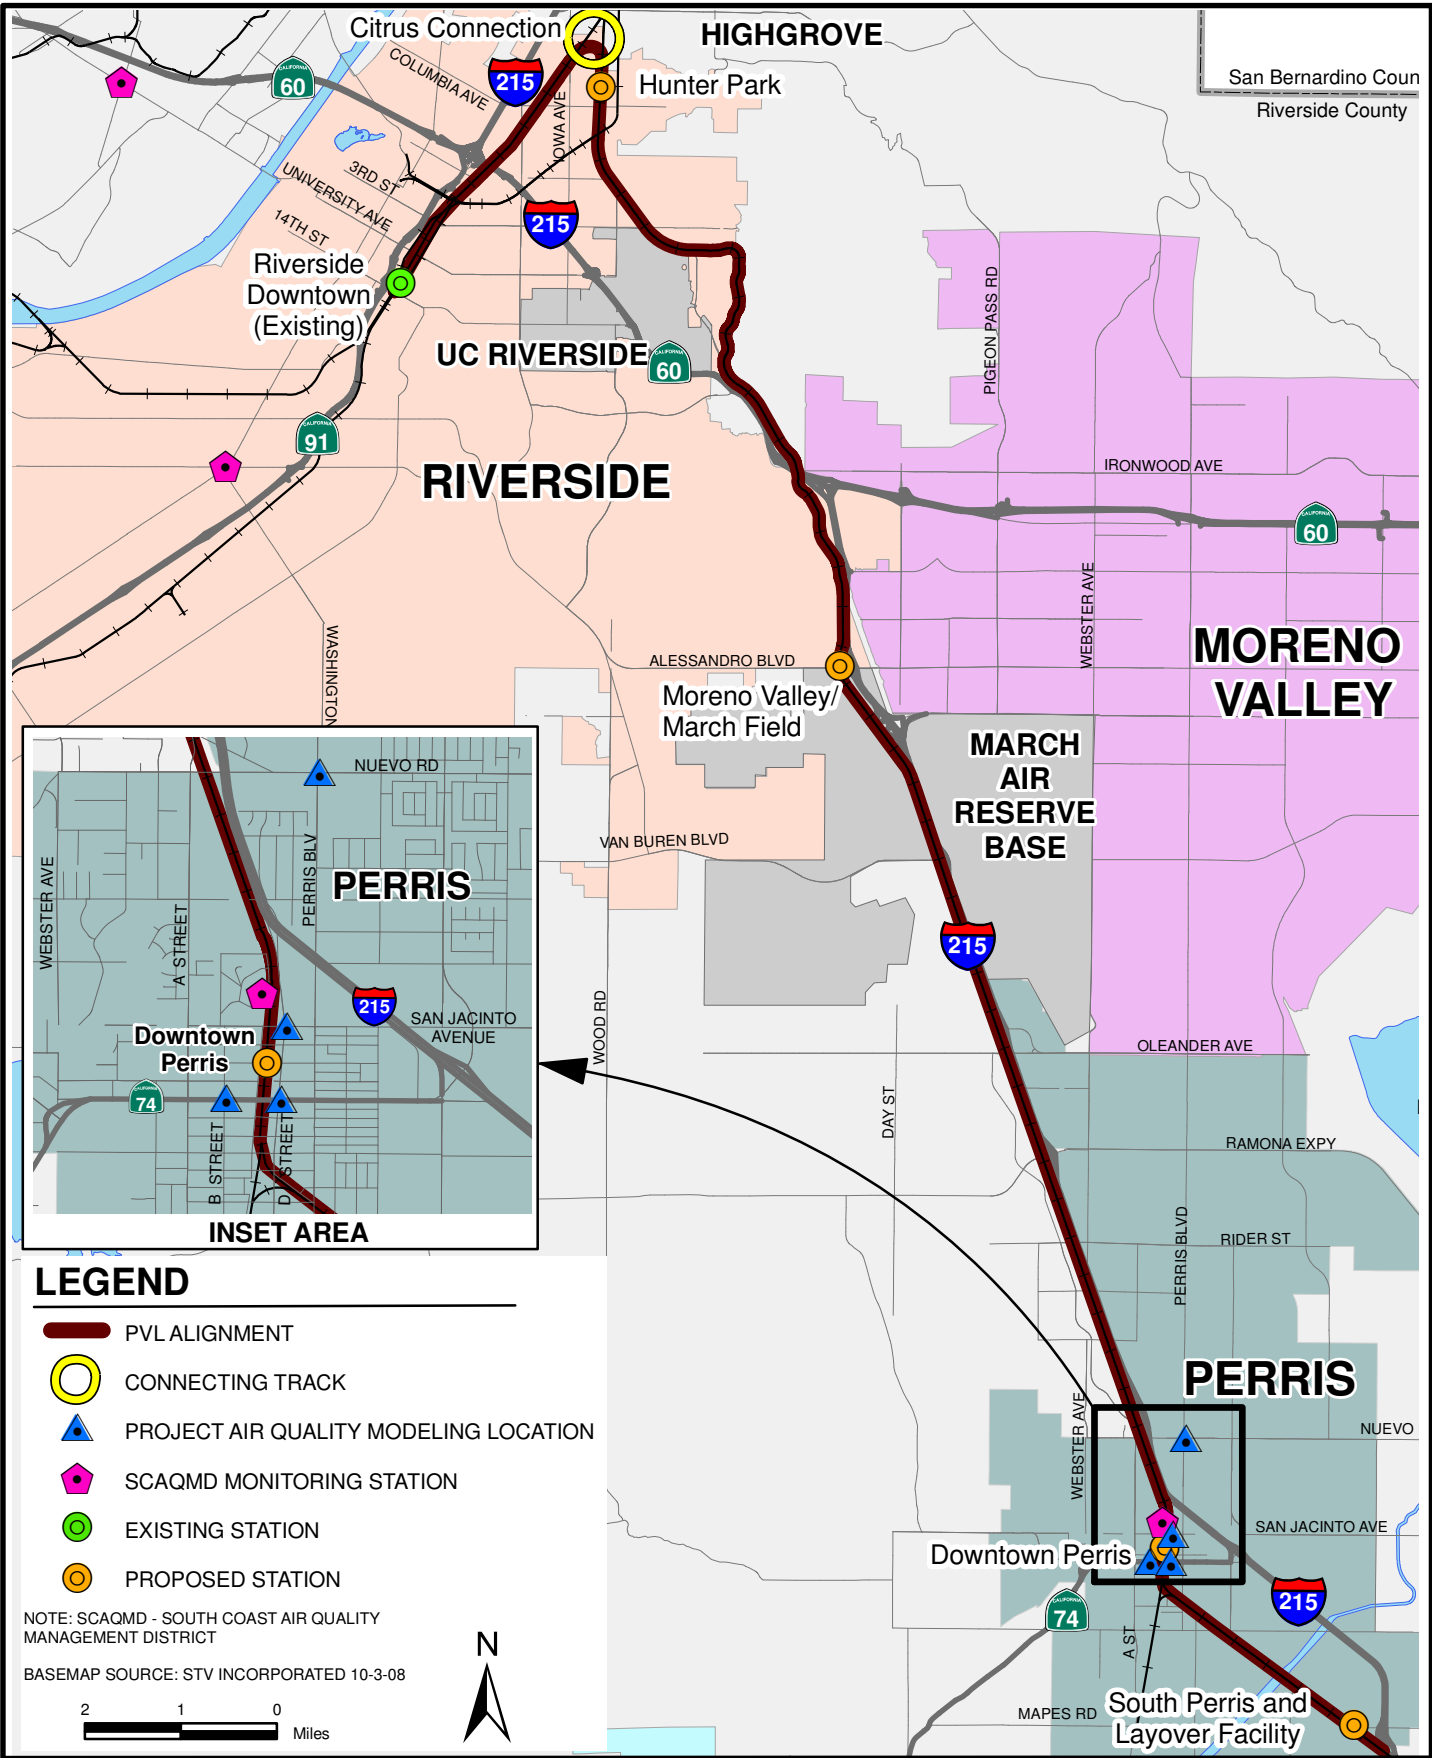 Citrus Connection
HIGHGROVE
San Bernardino Coun
Riverside County
Hunter Park
COLUMBIA AVE
IOWA AVE
CALIFORNIA
60
215
3RD ST
UNIVERSITY AVE
14TH ST
215
Riverside
Downtown
(Existing)
UC RIVERSIDE
CALIFORNIA
60
PIGEON PASS RD
CALIFORNIA
91
RIVERSIDE
IRONWOOD AVE
CALIFORNIA
60
WEBSTER AVE
WASHINGTON
MORENO
VALLEY
ALESSANDRO BLVD
Moreno Valley/
March Field
MARCH
AIR
RESERVE
BASE
VAN BUREN BLVD
215
WOOD RD
OLEANDER AVE
DAY ST
RAMONA EXPY
PERRIS BLVD
RIDER ST
PERRIS
NUEVO
WEBSTER AVE
SAN JACINTO AVE
Downtown Perris
CALIFORNIA
74
215
A ST
MAPES RD
South Perris and
Layover Facility
NUEVO RD
PERRIS BLV
PERRIS
WEBSTER AVE
A STREET
215
SAN JACINTO
AVENUE
Downtown
Perris
CALIFORNIA
74
B STREET
D STREET
INSET AREA
LEGEND
PVL ALIGNMENT
CONNECTING TRACK
PROJECT AIR QUALITY MODELING LOCATION
SCAQMD MONITORING STATION
EXISTING STATION
PROPOSED STATION
NOTE: SCAQMD - SOUTH COAST AIR QUALITY
MANAGEMENT DISTRICT
BASEMAP SOURCE: STV INCORPORATED 10-3-08
2 1 0
Miles
N